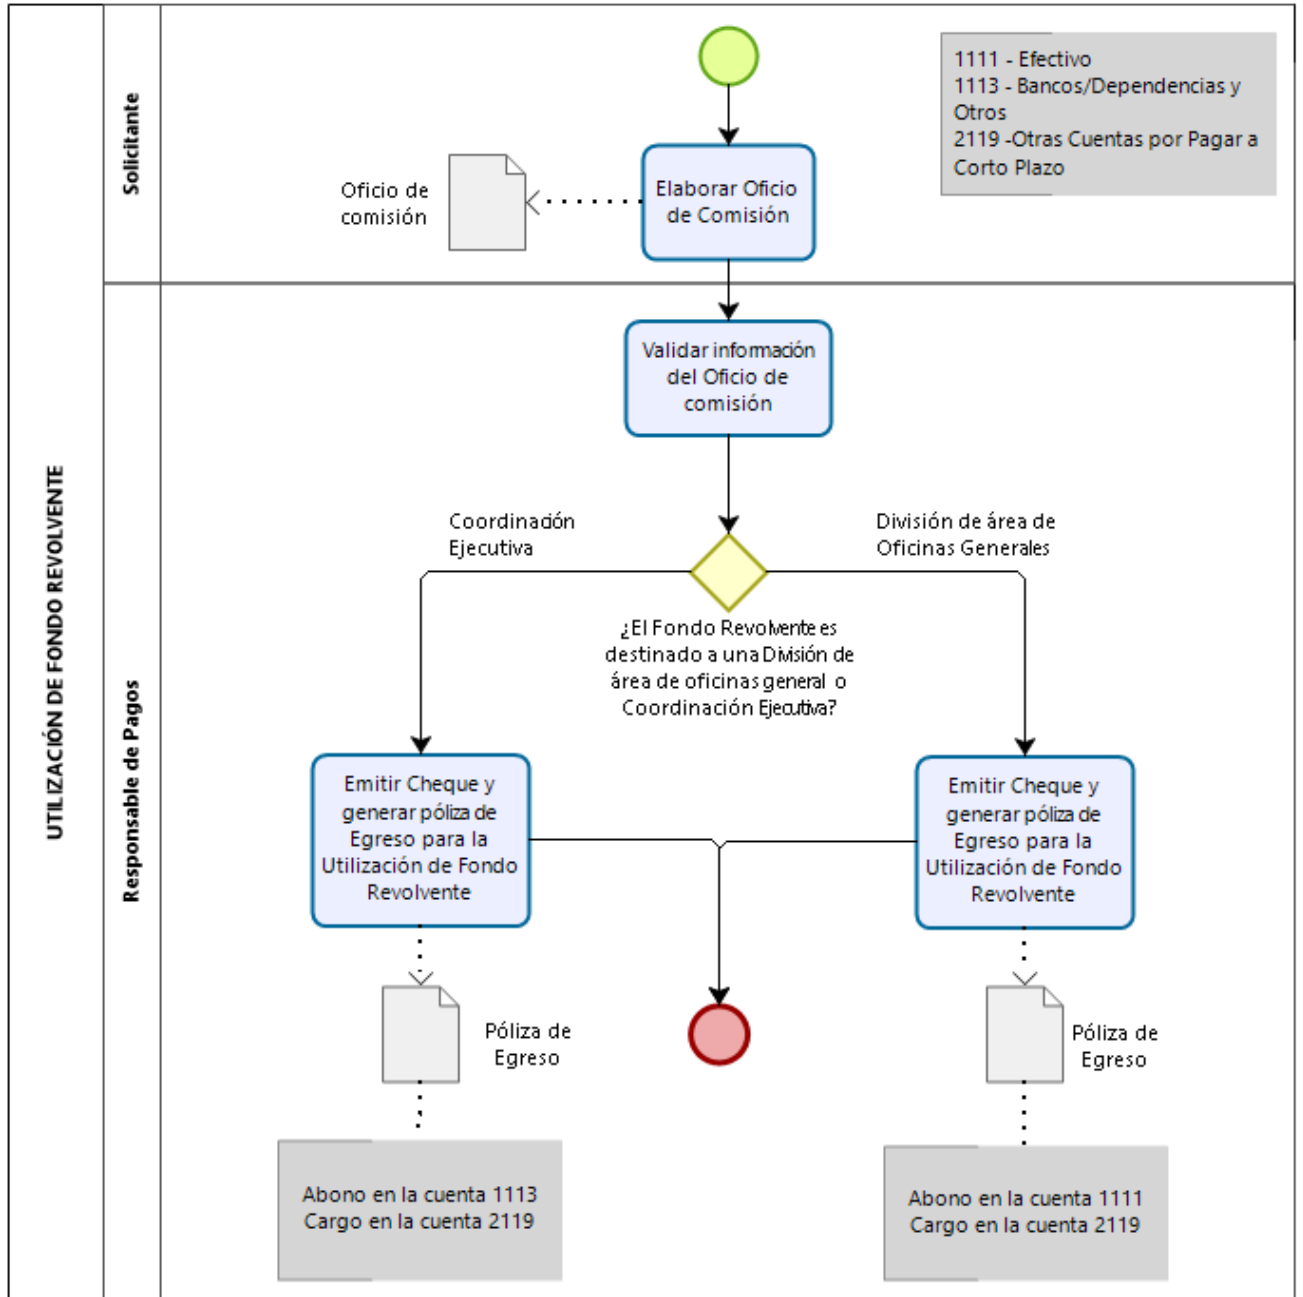 UTILIZACIÓN DE FONDO REVOLVENTE
Solicitante
1111 - Efectivo
1113 - Bancos/Dependencias y
Otros
2119 -Otras Cuentas por Pagar a
Corto Plazo
Oficio de
comisión
Elaborar Oficio
de Comisión
Responsable de Pagos
Validar información
del Oficio de
comisión
Coordinación
Ejecutiva
División de área de
Oficinas Generales
¿El Fondo Revolvente es
destinado a una División de
área de oficinas general o
Coordinación Ejecutiva?
Emitir Cheque y
generar póliza de
Egreso para la
Utilización de Fondo
Revolvente
Emitir Cheque y
generar póliza de
Egreso para la
Utilización de Fondo
Revolvente
Póliza de
Egreso
Póliza de
Egreso
Abono en la cuenta 1113
Cargo en la cuenta 2119
Abono en la cuenta 1111
Cargo en la cuenta 2119